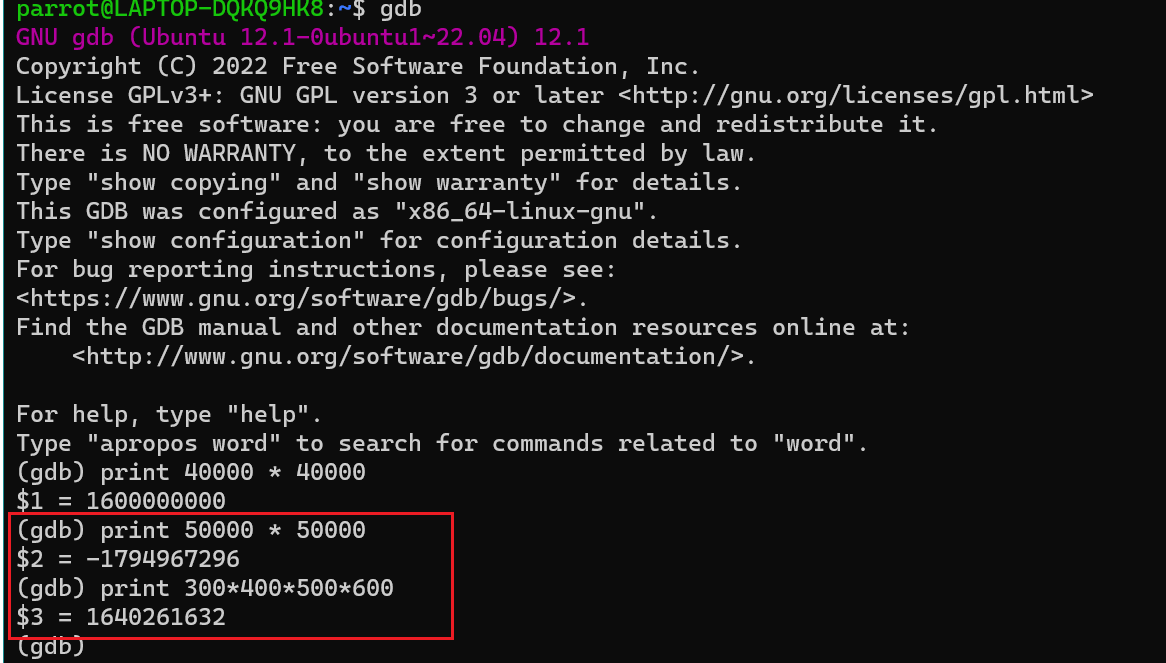 parrot@LAPTOP-DQKQ9HK8:~$ gdb
GNU gdb (Ubuntu 12.1-0ubuntu1~22.04) 12.1
Copyright (C) 2022 Free Software Foundation, Inc.
License GPLv3+: GNU GPL version 3 or later <http://gnu.org/licenses/gpl.html>
This is free software: you are free to change and redistribute it.
There is NO WARRANTY, to the extent permitted by law.
Type "show copying" and "show warranty" for details.
This GDB was configured as "x86_64-linux-gnu".
Type "show configuration" for configuration details.
For bug reporting instructions, please see:
<https://www.gnu.org/software/gdb/bugs/>.
Find the GDB manual and other documentation resources online at:
    <http://www.gnu.org/software/gdb/documentation/>.

For help, type "help".
Type "apropos word" to search for commands related to "word".
(gdb) print 40000 * 40000
$1 = 1600000000
(gdb) print 50000 * 50000
$2 = -1794967296
(gdb) print 300*400*500*600
$3 = 1640261632
(gdb)